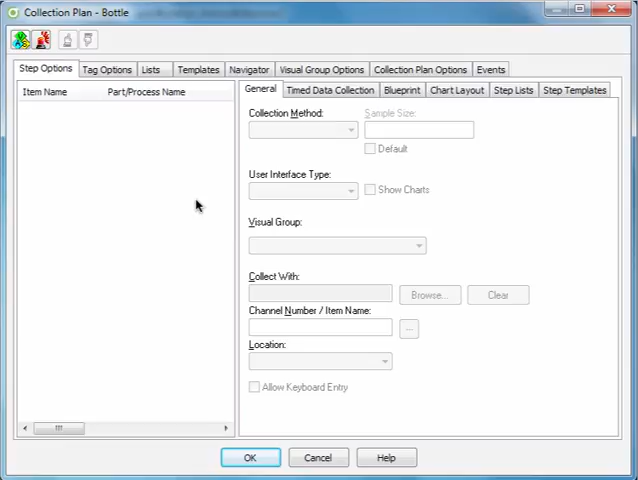 Collection Plan - Bottle
Step Options Tag Options Lists Templates Navigator Visual Group Options Collection Plan Options Events
Item Name Part/Process Name
General Timed Data Collection Blueprint Chart Layout Step Lists Step Templates
Collection Method: Sample Size:
Default
User Interface Type:
Show Charts
Visual Group:
Collect With:
Browse... Clear
Channel Number / Item Name:
...
Location:
Allow Keyboard Entry
OK Cancel Help